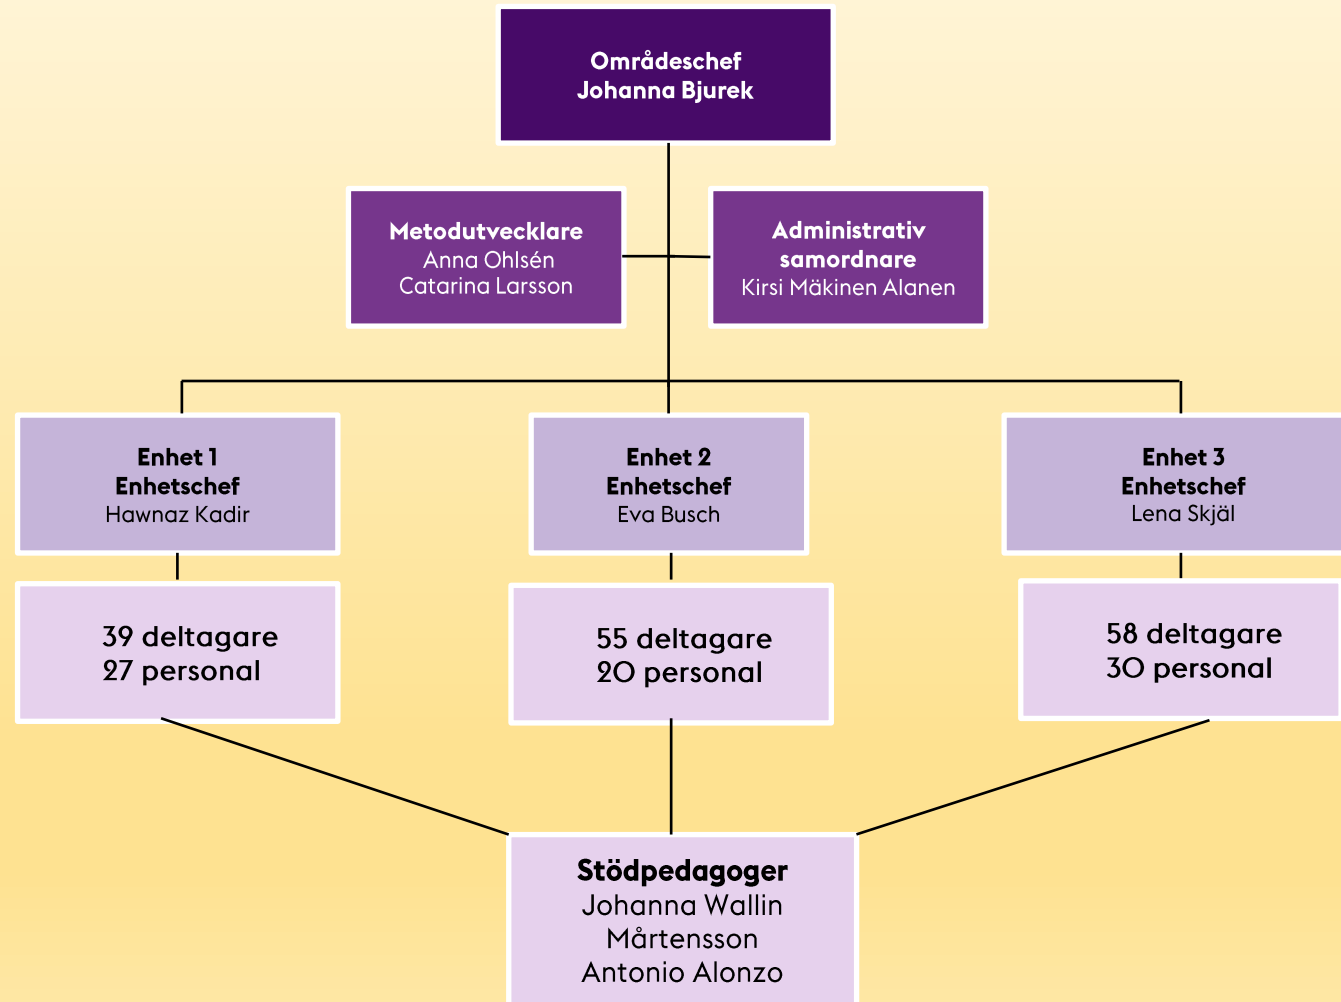 Områdeschef
Johanna Bjurek
Metodutvecklare
Anna Ohlsén
Catarina Larsson
Administrativ
samordnare
Kirsi Mäkinen Alanen
Enhet 1
Enhetschef
Hawnaz Kadir
Enhet 2
Enhetschef
Eva Busch
Enhet 3
Enhetschef
Lena Skjäl
39 deltagare
27 personal
55 deltagare
20 personal
58 deltagare
30 personal
Stödpedagoger
Johanna Wallin
Mårtensson
Antonio Alonzo